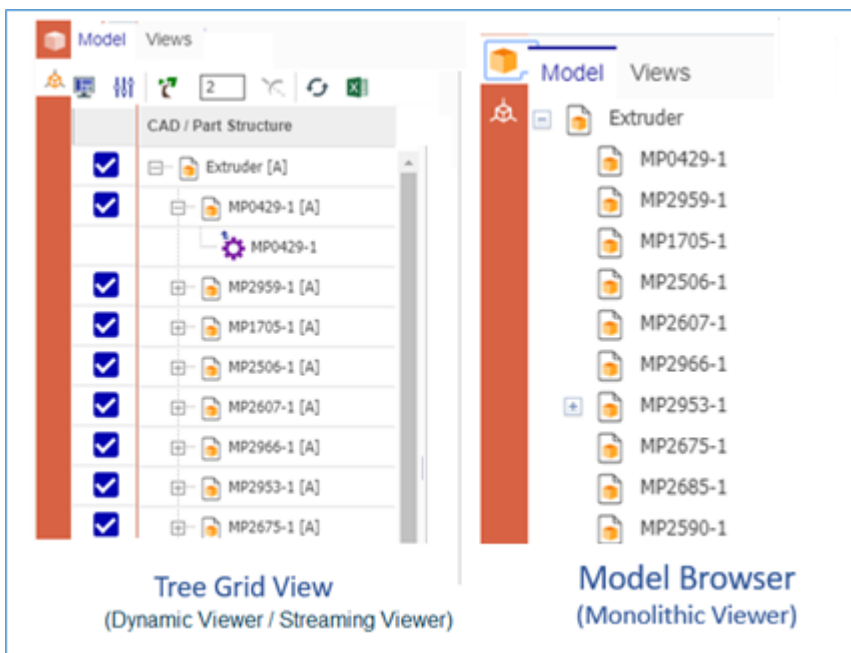 Model Views
2
CAD / Part Structure
Extruder [A]
MP0429-1 [A]
MP0429-1
MP2959-1 [A]
MP1705-1 [A]
MP2506-1 [A]
MP2607-1 [A]
MP2966-1 [A]
MP2953-1 [A]
MP2675-1 [A]
Tree Grid View
(Dynamic Viewer / Streaming Viewer)
Model Views
Extruder
MP0429-1
MP2959-1
MP1705-1
MP2506-1
MP2607-1
MP2966-1
MP2953-1
MP2675-1
MP2685-1
MP2590-1
Model Browser
(Monolithic Viewer)